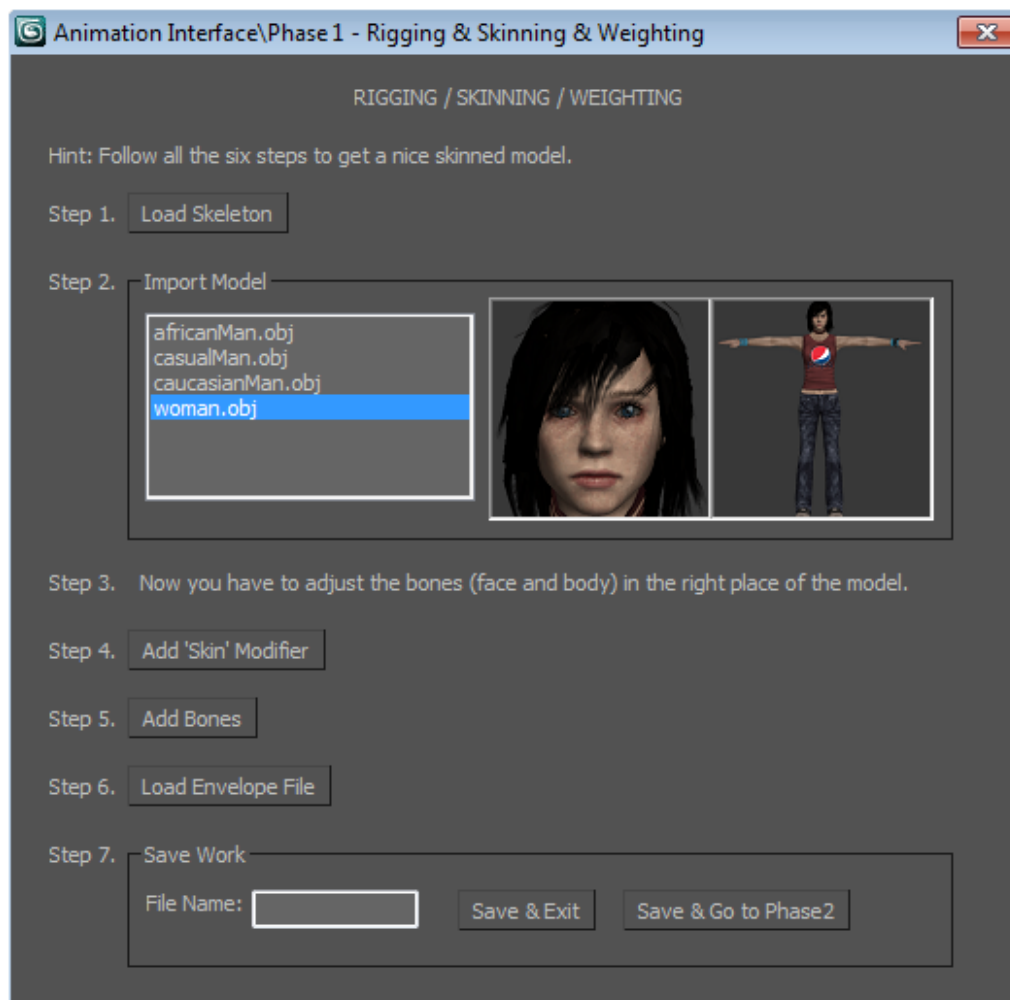 Animation Interface\Phase 1 - Rigging & Skinning & Weighting
RIGGING / SKINNING / WEIGHTING
Hint: Follow all the six steps to get a nice skinned model.
Step 1. Load Skeleton
Step 2. Import Model
africanMan.obj
casualMan.obj
caucasianMan.obj
woman.obj
Step 3. Now you have to adjust the bones (face and body) in the right place of the model.
Step 4. Add 'Skin' Modifier
Step 5. Add Bones
Step 6. Load Envelope File
Step 7. Save Work
File Name: Save & Exit Save & Go to Phase2